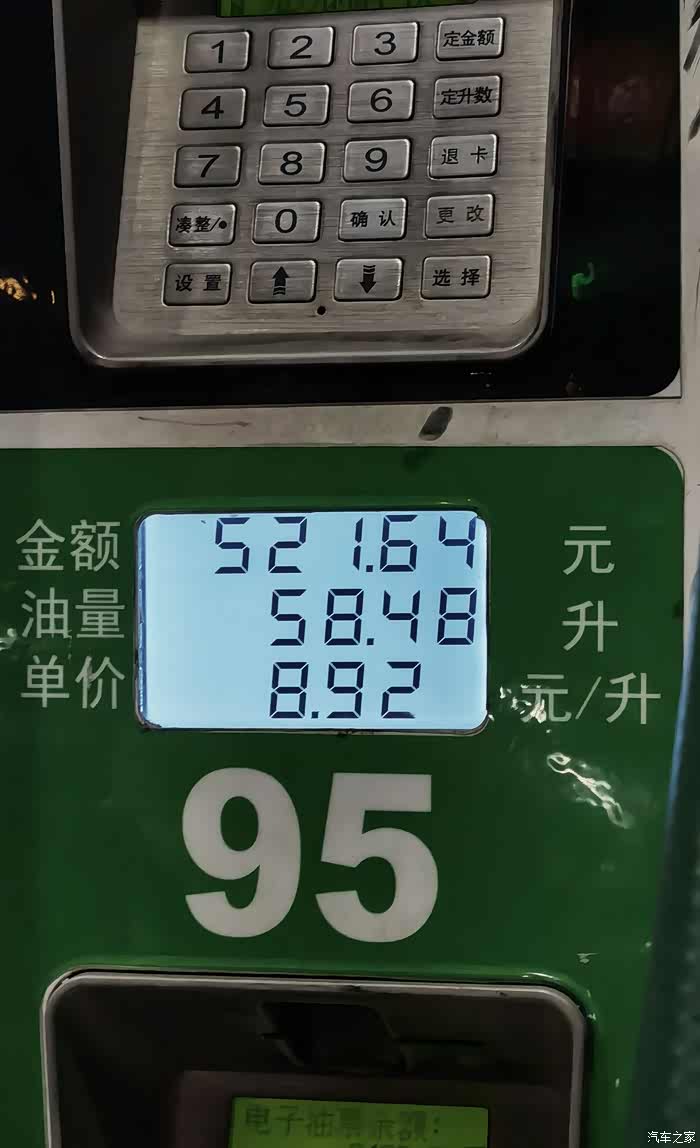 1 2 3 定金额
4 5 6 定升数
7 8 9 退卡
凑整/• 0 确认 更改
设置 选择
金额 521.64 元
油量 58.48 升
单价 8.92 元/升
95
电子油票示器:
汽车之家